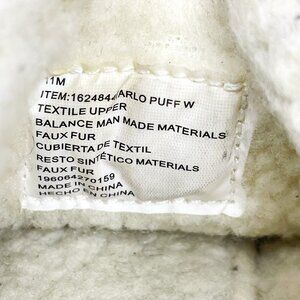 11M
ITEM:1624844 ARLO PUFF W
TEXTILE UPPER
BALANCE MAN MADE MATERIALS
FAUX FUR
CUBIERTA DE TEXTIL
RESTO SINTÉTICO MATERIALS
FAUX FUR
196064270159
MADE IN CHINA
HECHO EN CHINA